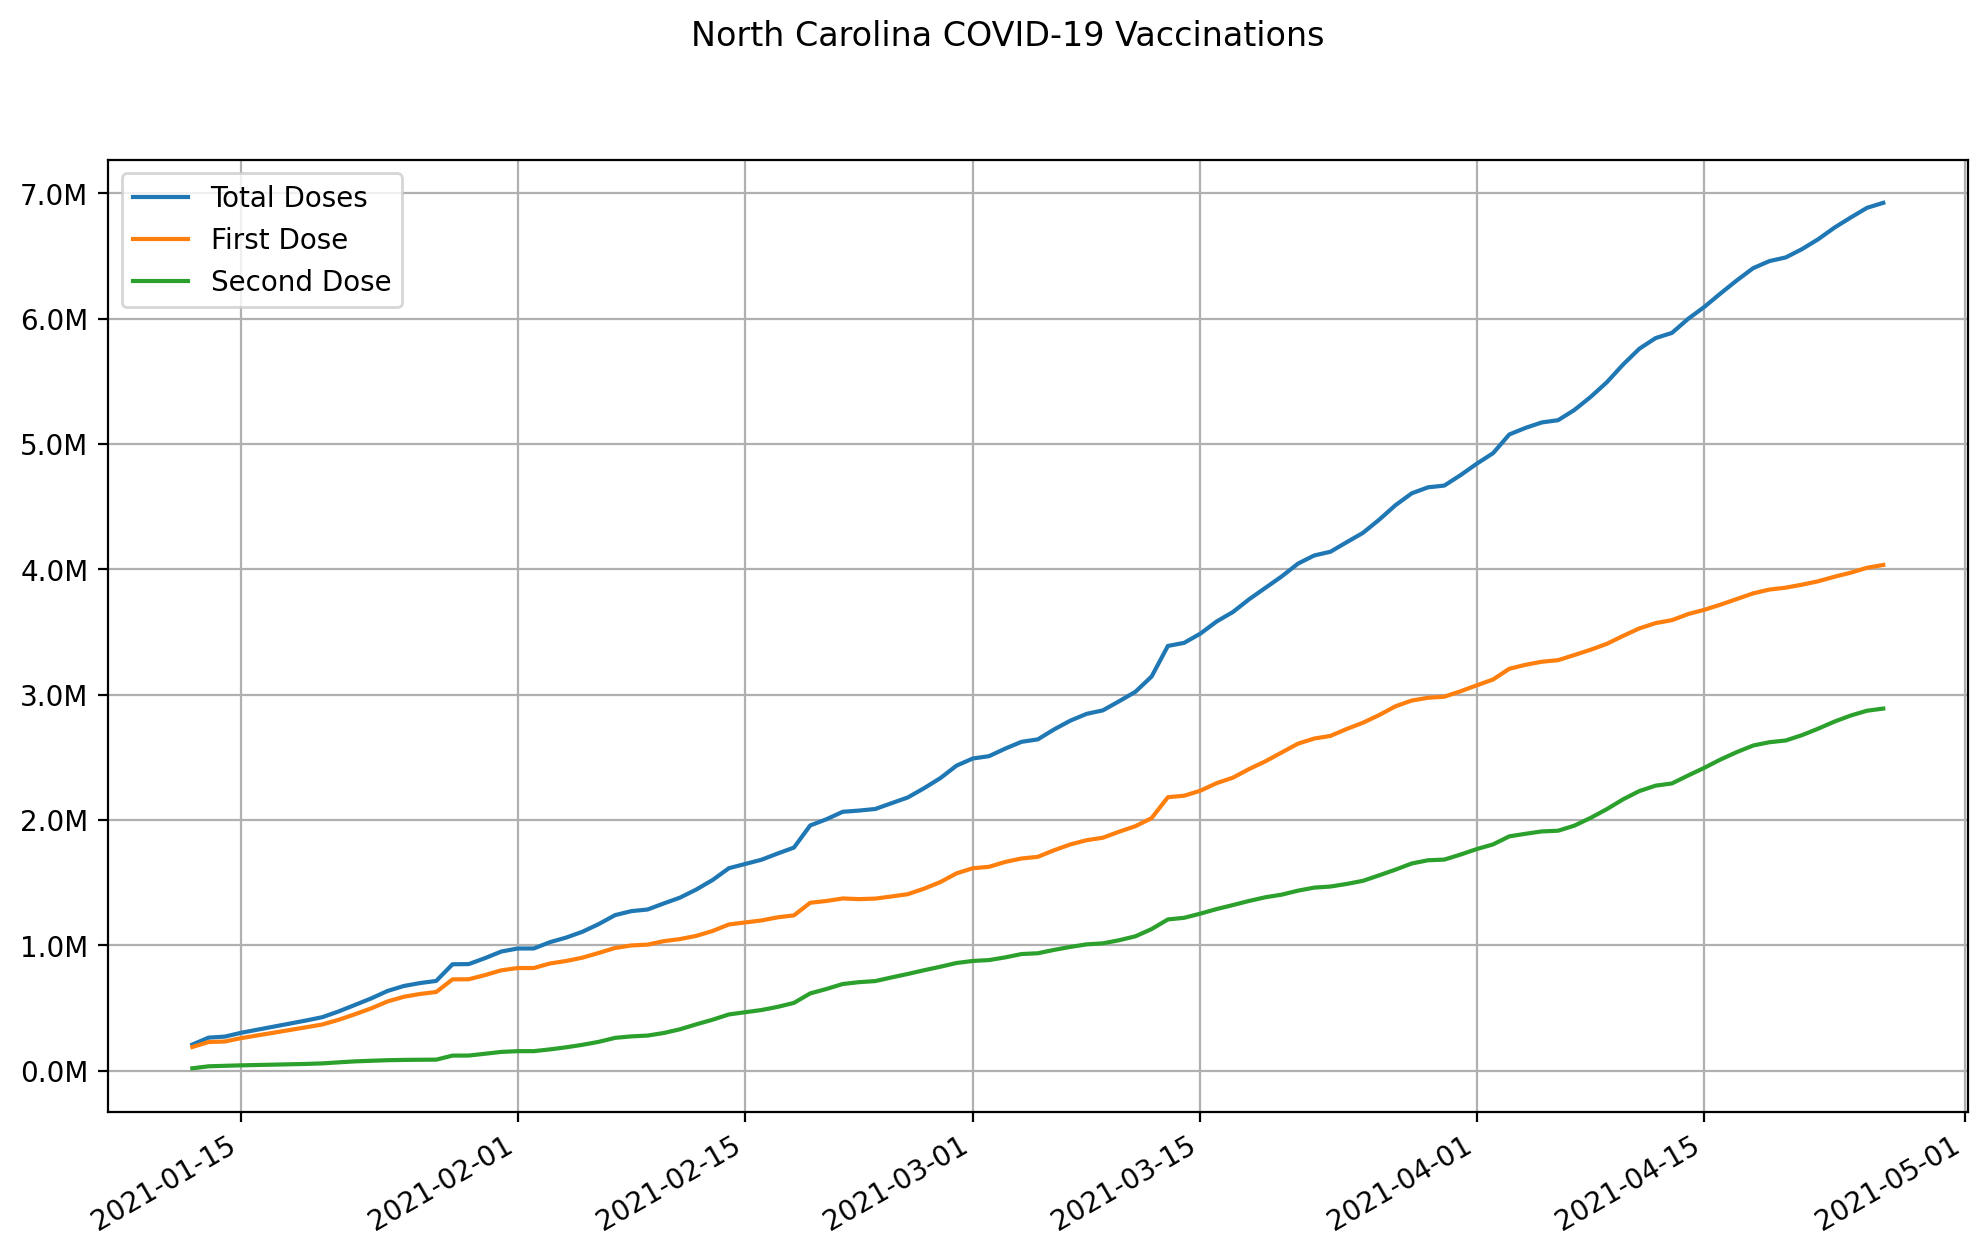 North Carolina COVID-19 Vaccinations
Total Doses
First Dose
Second Dose
7.0M
6.0M
5.0M
4.0M
3.0M
2.0M
1.0M
0.0M
2021-01-15
2021-02-01
2021-02-15
2021-03-01
2021-03-15
2021-04-01
2021-04-15
2021-05-01